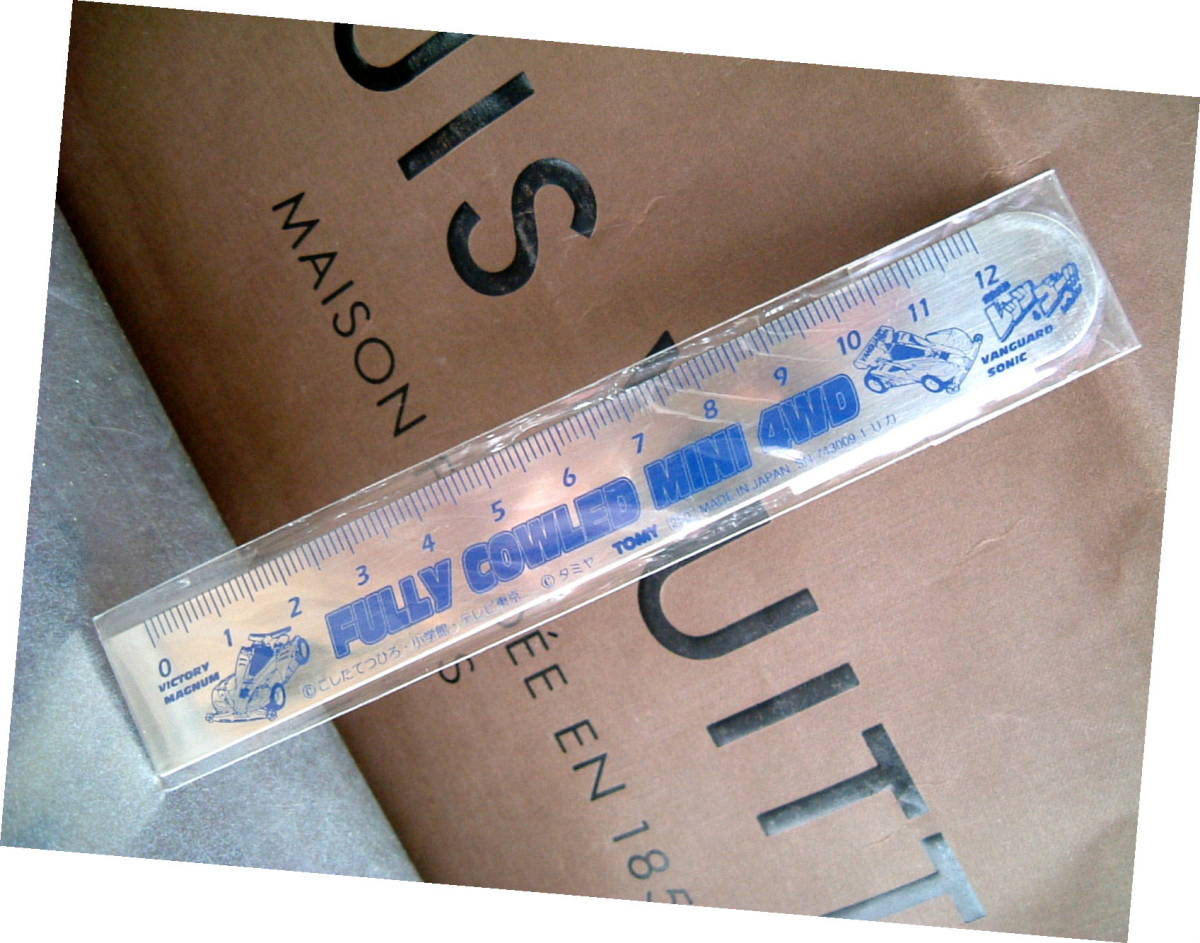 UIS
MAISON
0 1 2 3 4 5 6 7 8 9 10 11 12
VICTORY
MAGNUM
FULLY COWLED MINI 4WD
VANGUARD
VANGUARD
SONIC
©こしたてつひろ・小学館・テレビ東京 ©タミヤ TOMY MADE IN JAPAN
UITT
ÉE EN 185
S